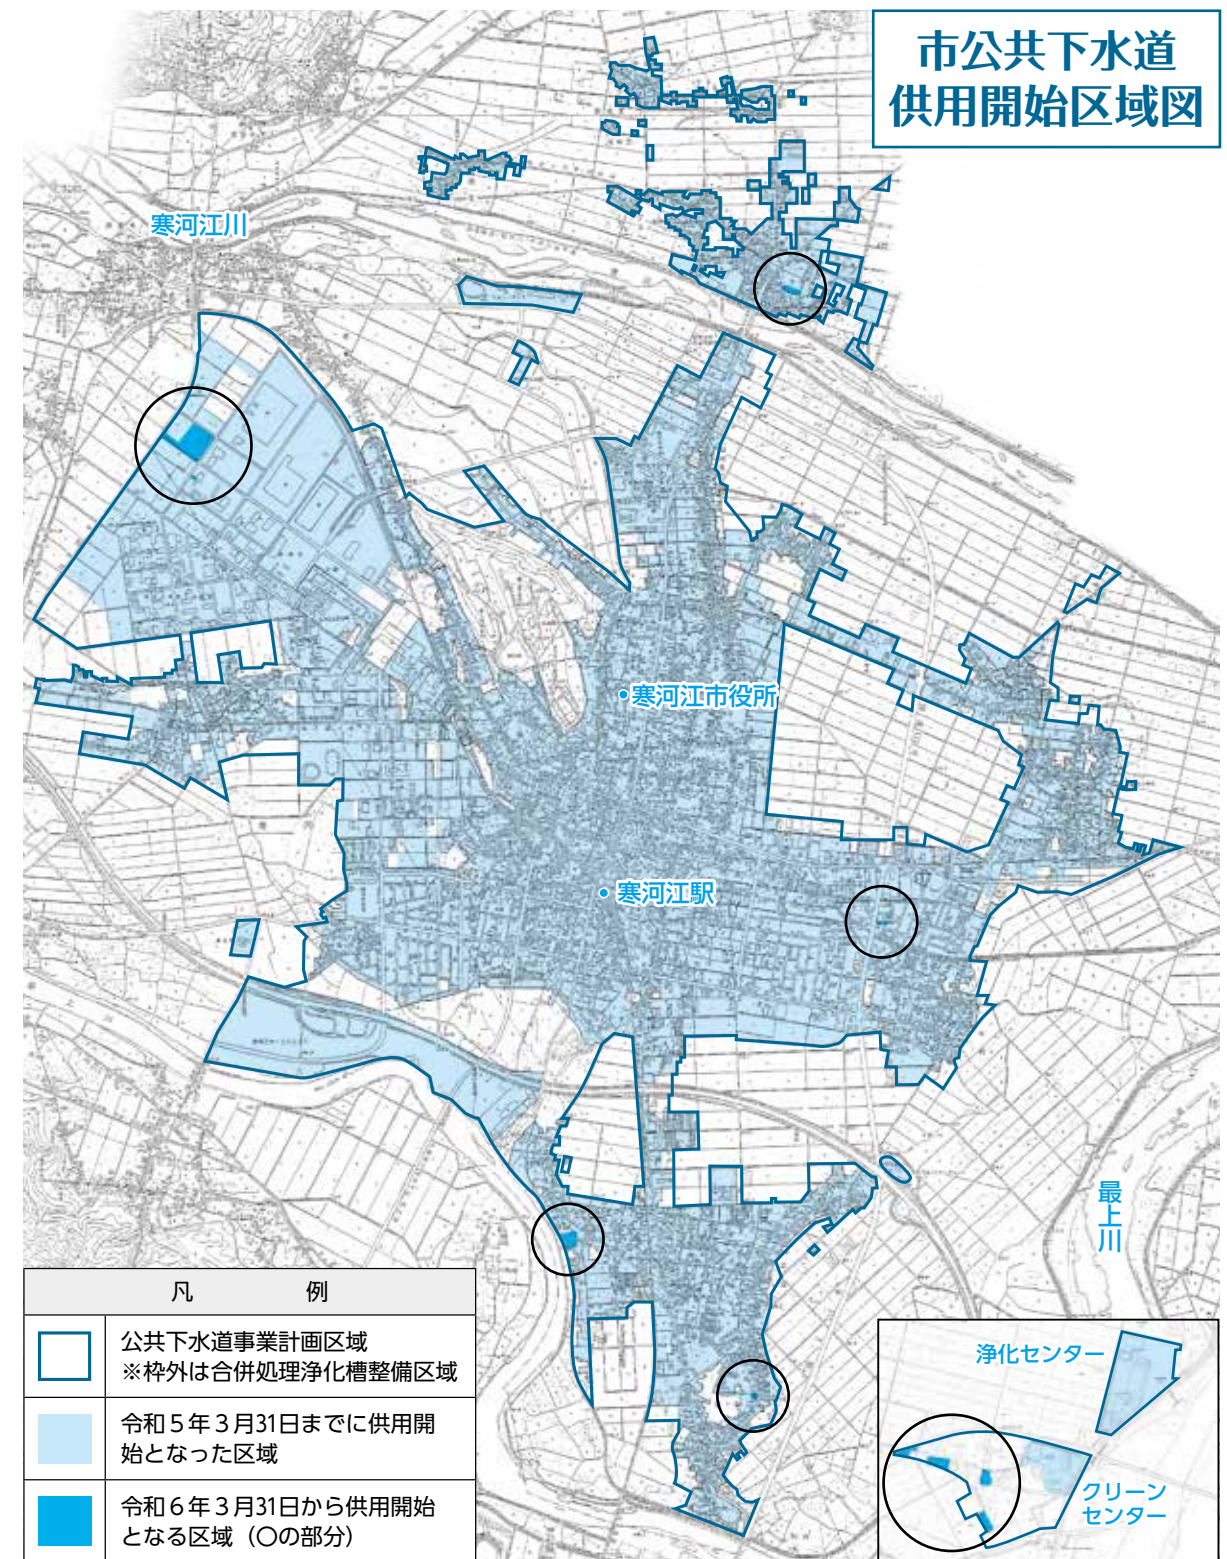 市公共下水道
供用開始区域図
寒河江川
寒河江市役所
寒河江駅
最上川
浄化センター
クリーン
センター
凡 例
公共下水道事業計画区域
※枠外は合併処理浄化槽整備区域
令和5年3月31日までに供用開
始となった区域
令和6年3月31日から供用開始
となる区域（〇の部分）